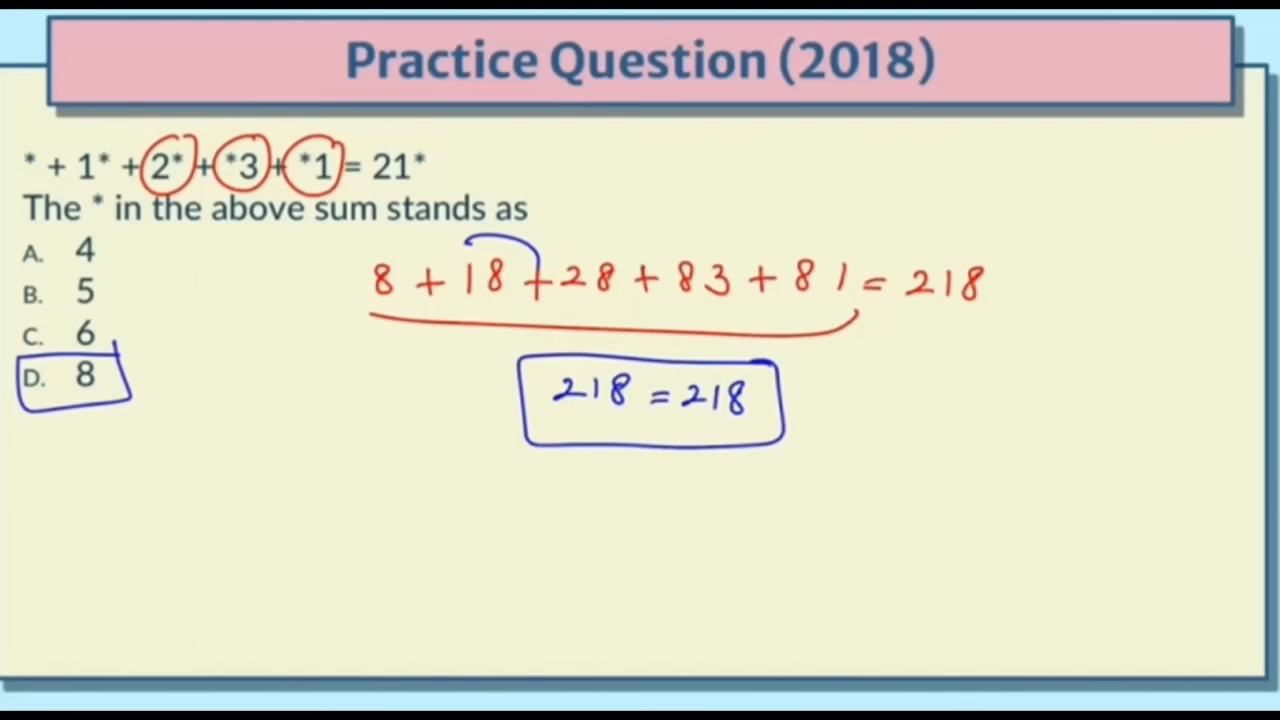 Practice Question (2018)
* + 1* + 2* + *3 + *1 = 21*
The * in the above sum stands as
A. 4
B. 5
C. 6
D. 8
8 + 18 + 28 + 83 + 81 = 218
218 = 218